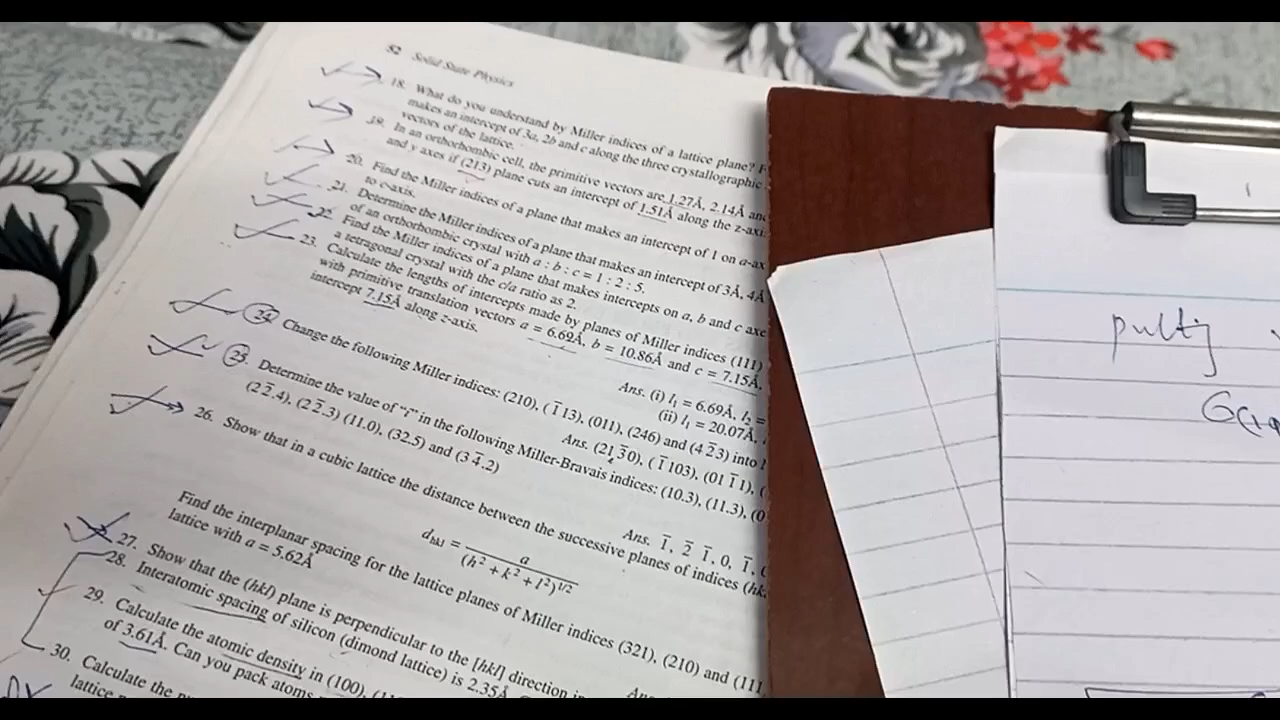 52 Solid State Physics
18. What do you understand by Miller indices of a lattice plane? F
makes an intercept of 3a, 2b and c along the three crystallographic
vectors of the lattice.
19. In an orthorhombic cell, the primitive vectors are 1.27Å, 2.14Å and
and y axes if (213) plane cuts an intercept of 1.51Å along the z-axi
20. Find the Miller indices of a plane that makes an intercept of 1 on a-ax
to c-axis.
21. Determine the Miller indices of a plane that makes an intercept of 3Å, 4Å
of an orthorhombic crystal with a : b : c = 1 : 2 : 5.
22. Find the Miller indices of a plane that makes intercepts on a, b and c axe
a tetragonal crystal with the c/a ratio as 2.
23. Calculate the lengths of intercepts made by planes of Miller indices (111)
with primitive translation vectors a = 6.69Å, b = 10.86Å and c = 7.15Å,
intercept 7.15Å along z-axis.
Ans. (i) l₁ = 6.69Å, l₂ =
(ii) l₁ = 20.07Å,
24. Change the following Miller indices: (210), (1̅13), (011), (246) and (42̅3) into
Ans. (213̅0), (1̅103), (011̅1), (
25. Determine the value of "i" in the following Miller-Bravais indices: (10.3), (11.3), (0
(22̅.4), (22̅.3) (11.0), (32.5) and (34̅.2)
Ans. 1̅, 2̅ 1̅, 0, 1̅,
26. Show that in a cubic lattice the distance between the successive planes of indices (hk
dhkl = a / (h² + k² + l²)^1/2
Find the interplanar spacing for the lattice planes of Miller indices (321), (210) and (111
lattice with a = 5.62Å
Ans
27. Show that the (hkl) plane is perpendicular to the [hkl] direction in
28. Interatomic spacing of silicon (dimond lattice) is 2.35Å.
29. Calculate the atomic density in (100), (11
of 3.61Å. Can you pack atoms
30. Calculate the
lattice
G(1+